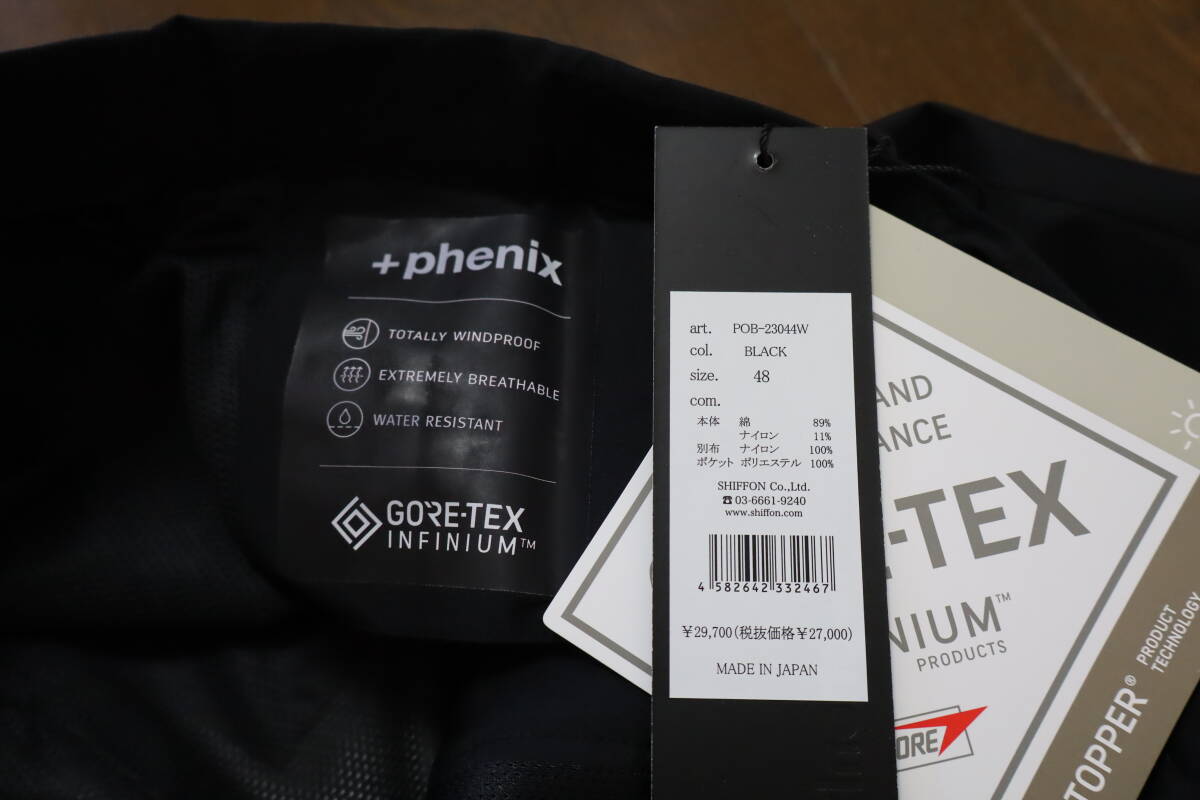 +phenix
TOTALLY WINDPROOF
EXTREMELY BREATHABLE
WATER RESISTANT
GORE-TEX
INFINIUM™
art. POB-23044W
col. BLACK
size. 48
com.
本体 綿 89%
ナイロン 11%
別布 ナイロン 100%
ポケット ポリエステル 100%
SHIFFON Co.,Ltd.
☎03-6661-9240
www.shiffon.com
4 582642 332467
¥29,700(税抜価格¥27,000)
MADE IN JAPAN
AND
ANCE
-TEX
NIUM™
PRODUCTS
ORE
TOPPER®
PRODUCT
TECHNOLOGY